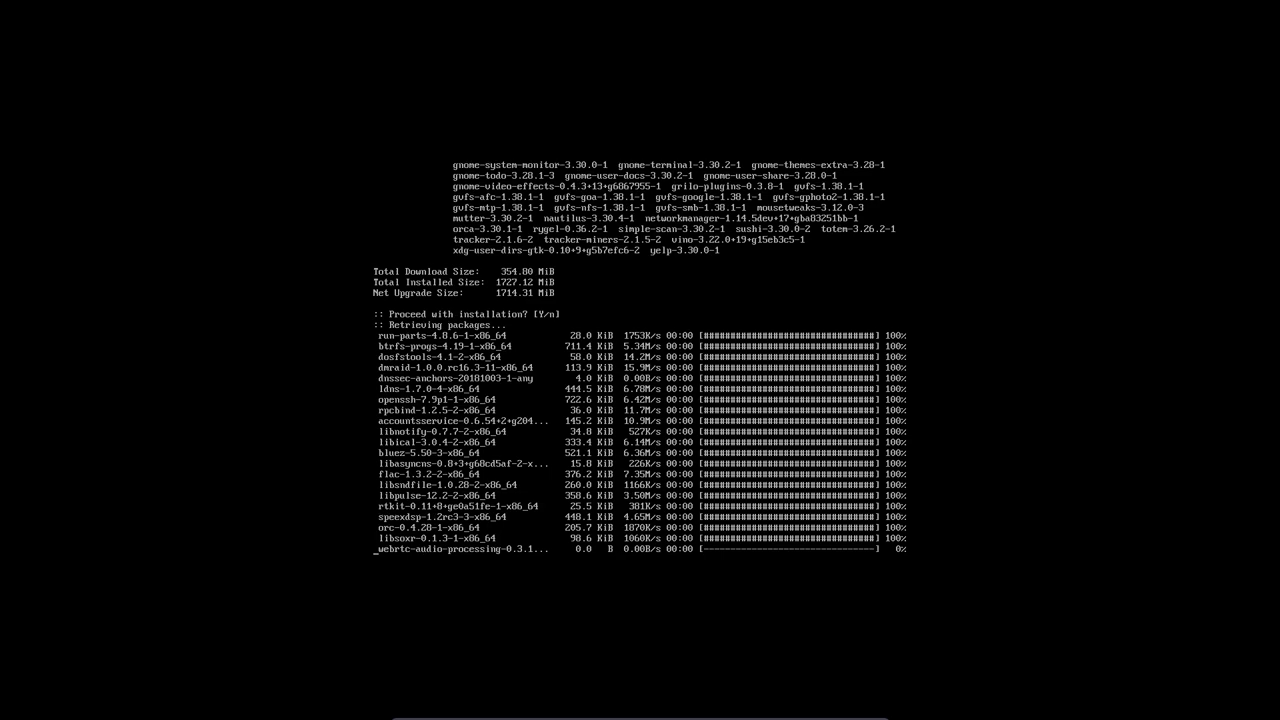 gnome-system-monitor-3.30.0-1 gnome-terminal-3.30.2-1 gnome-themes-extra-3.28-1
gnome-todo-3.28.1-3 gnome-user-docs-3.30.2-1 gnome-user-share-3.28.0-1
gnome-video-effects-0.4.3+13+g6867955-1 grilo-plugins-0.3.8-1 gvfs-1.38.1-1
gvfs-afc-1.38.1-1 gvfs-goa-1.38.1-1 gvfs-google-1.38.1-1 gvfs-gphoto2-1.38.1-1
gvfs-mtp-1.38.1-1 gvfs-nfs-1.38.1-1 gvfs-smb-1.38.1-1 mousetweaks-3.12.0-3
mutter-3.30.2-1 nautilus-3.30.4-1 networkmanager-1.14.5dev+17+gba83251bb-1
orca-3.30.1-1 rygel-0.36.2-1 simple-scan-3.30.2-1 sushi-3.30.0-2 totem-3.26.2-1
tracker-2.1.6-2 tracker-miners-2.1.5-2 vino-3.22.0+19+g15eb3c5-1
xdg-user-dirs-gtk-0.10+9+g5b7efc6-2 yelp-3.30.0-1
Total Download Size: 354.80 MiB
Total Installed Size: 1727.12 MiB
Net Upgrade Size: 1714.31 MiB
:: Proceed with installation? [Y/n]
:: Retrieving packages...
run-parts-4.8.6-1-x86_64 28.0 KiB 1753K/s 00:00 [################################] 100%
btrfs-progs-4.19-1-x86_64 711.4 KiB 5.34M/s 00:00 [################################] 100%
dosfstools-4.1-2-x86_64 58.0 KiB 14.2M/s 00:00 [################################] 100%
dmraid-1.0.0.rc16.3-11-x86_64 113.9 KiB 15.9M/s 00:00 [################################] 100%
dnssec-anchors-20181003-1-any 4.0 KiB 0.00B/s 00:00 [################################] 100%
ldns-1.7.0-4-x86_64 444.5 KiB 6.78M/s 00:00 [################################] 100%
openssh-7.9p1-1-x86_64 722.6 KiB 6.42M/s 00:00 [################################] 100%
rpcbind-1.2.5-2-x86_64 36.0 KiB 11.7M/s 00:00 [################################] 100%
accountsservice-0.6.54+2+g204... 145.2 KiB 10.9M/s 00:00 [################################] 100%
libnotify-0.7.7-2-x86_64 34.8 KiB 527K/s 00:00 [################################] 100%
libical-3.0.4-2-x86_64 333.4 KiB 6.14M/s 00:00 [################################] 100%
bluez-5.50-3-x86_64 521.1 KiB 6.36M/s 00:00 [################################] 100%
libasyncns-0.8+3+g68cd5af-2-x... 15.8 KiB 226K/s 00:00 [################################] 100%
flac-1.3.2-2-x86_64 376.2 KiB 7.35M/s 00:00 [################################] 100%
libsndfile-1.0.28-2-x86_64 260.0 KiB 1166K/s 00:00 [################################] 100%
libpulse-12.2-2-x86_64 358.6 KiB 3.50M/s 00:00 [################################] 100%
rtkit-0.11+8+ge0a51fe-1-x86_64 25.5 KiB 381K/s 00:00 [################################] 100%
speexdsp-1.2rc3-3-x86_64 448.1 KiB 4.65M/s 00:00 [################################] 100%
orc-0.4.28-1-x86_64 205.7 KiB 1870K/s 00:00 [################################] 100%
libsoxr-0.1.3-1-x86_64 98.6 KiB 1060K/s 00:00 [################################] 100%
_webrtc-audio-processing-0.3.1... 0.0 B 0.00B/s 00:00 [--------------------------------] 0%